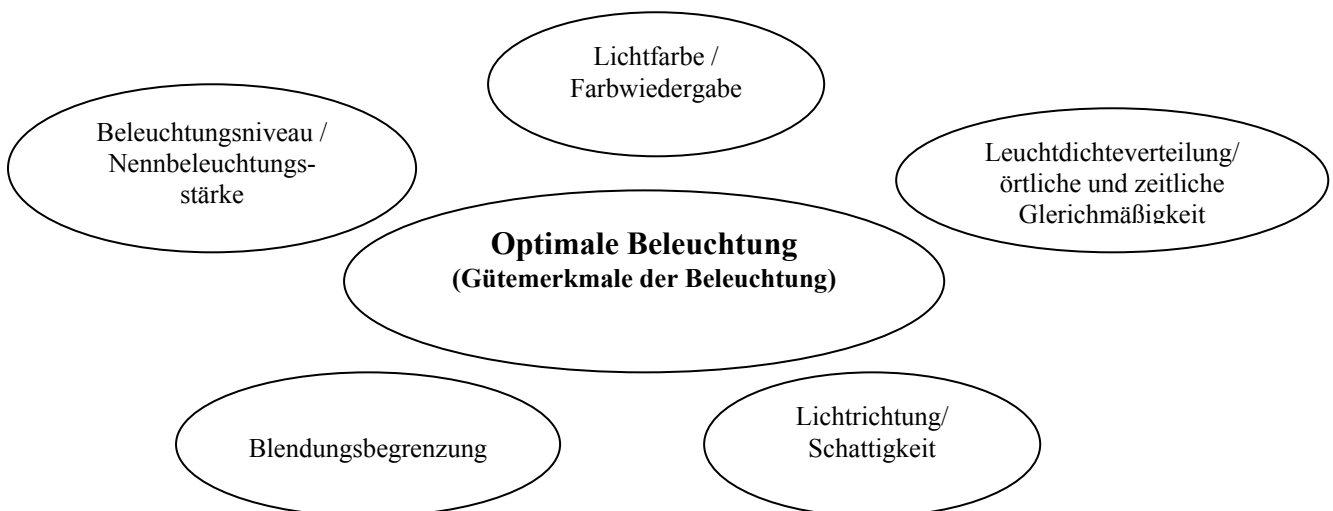 Lichtfarbe /
Farbwiedergabe
Beleuchtungsniveau /
Nennbeleuchtungs-
stärke
Leuchtdichteverteilung/
örtliche und zeitliche
Glerichmäßigkeit
Optimale Beleuchtung
(Gütemerkmale der Beleuchtung)
Blendungsbegrenzung
Lichtrichtung/
Schattigkeit